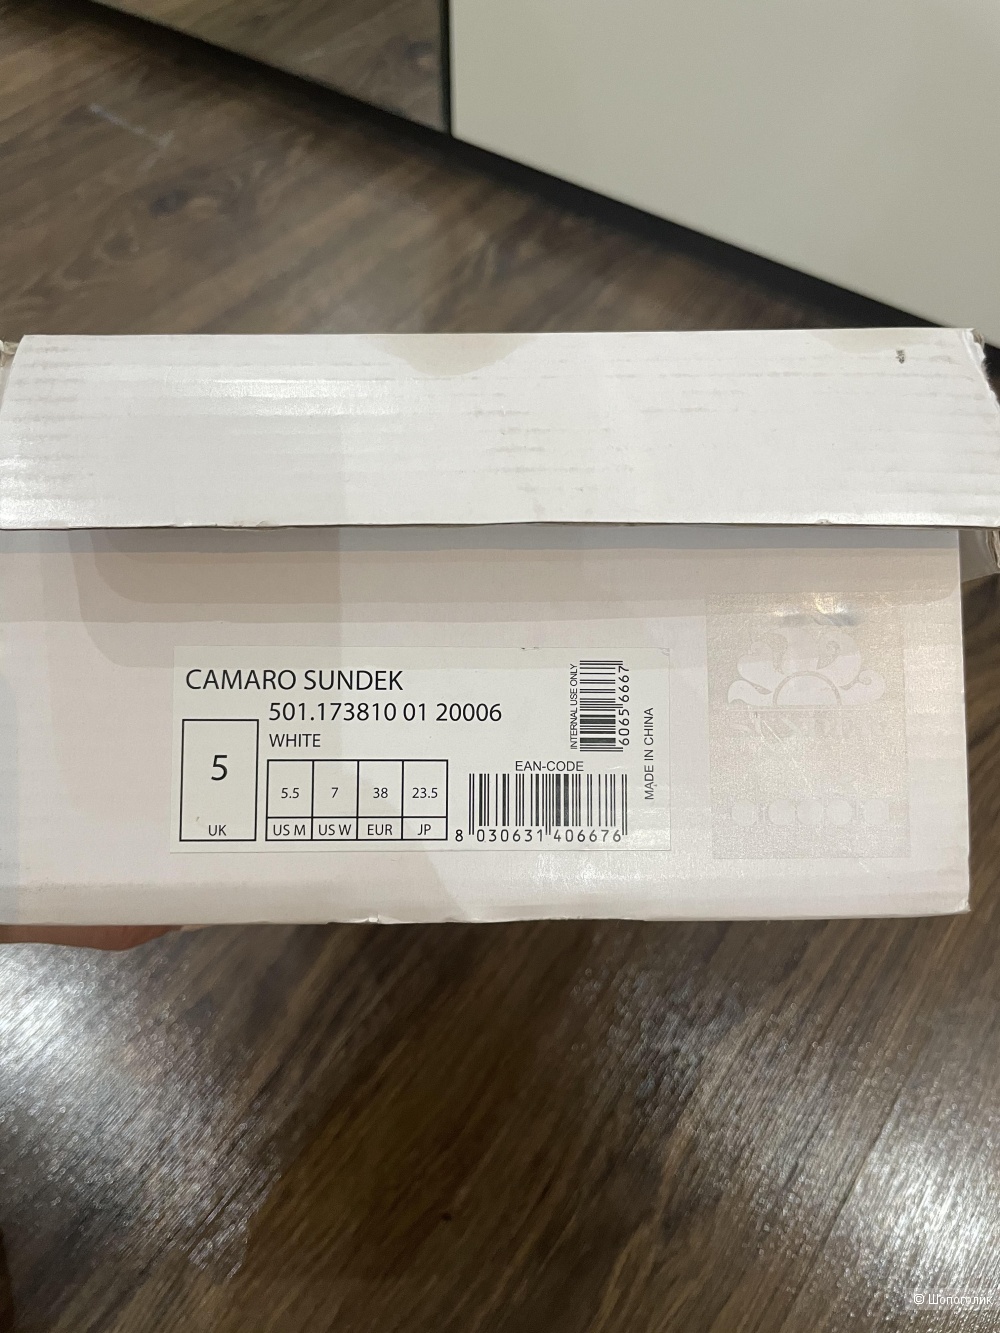 CAMARO SUNDEK
501.173810 01 20006
WHITE
5
UK
5.5 7 38 23.5
US M US W EUR JP
EAN-CODE
8 030631 406676
INTERNAL USE ONLY
6065 6667
MADE IN CHINA
© Шопоголик